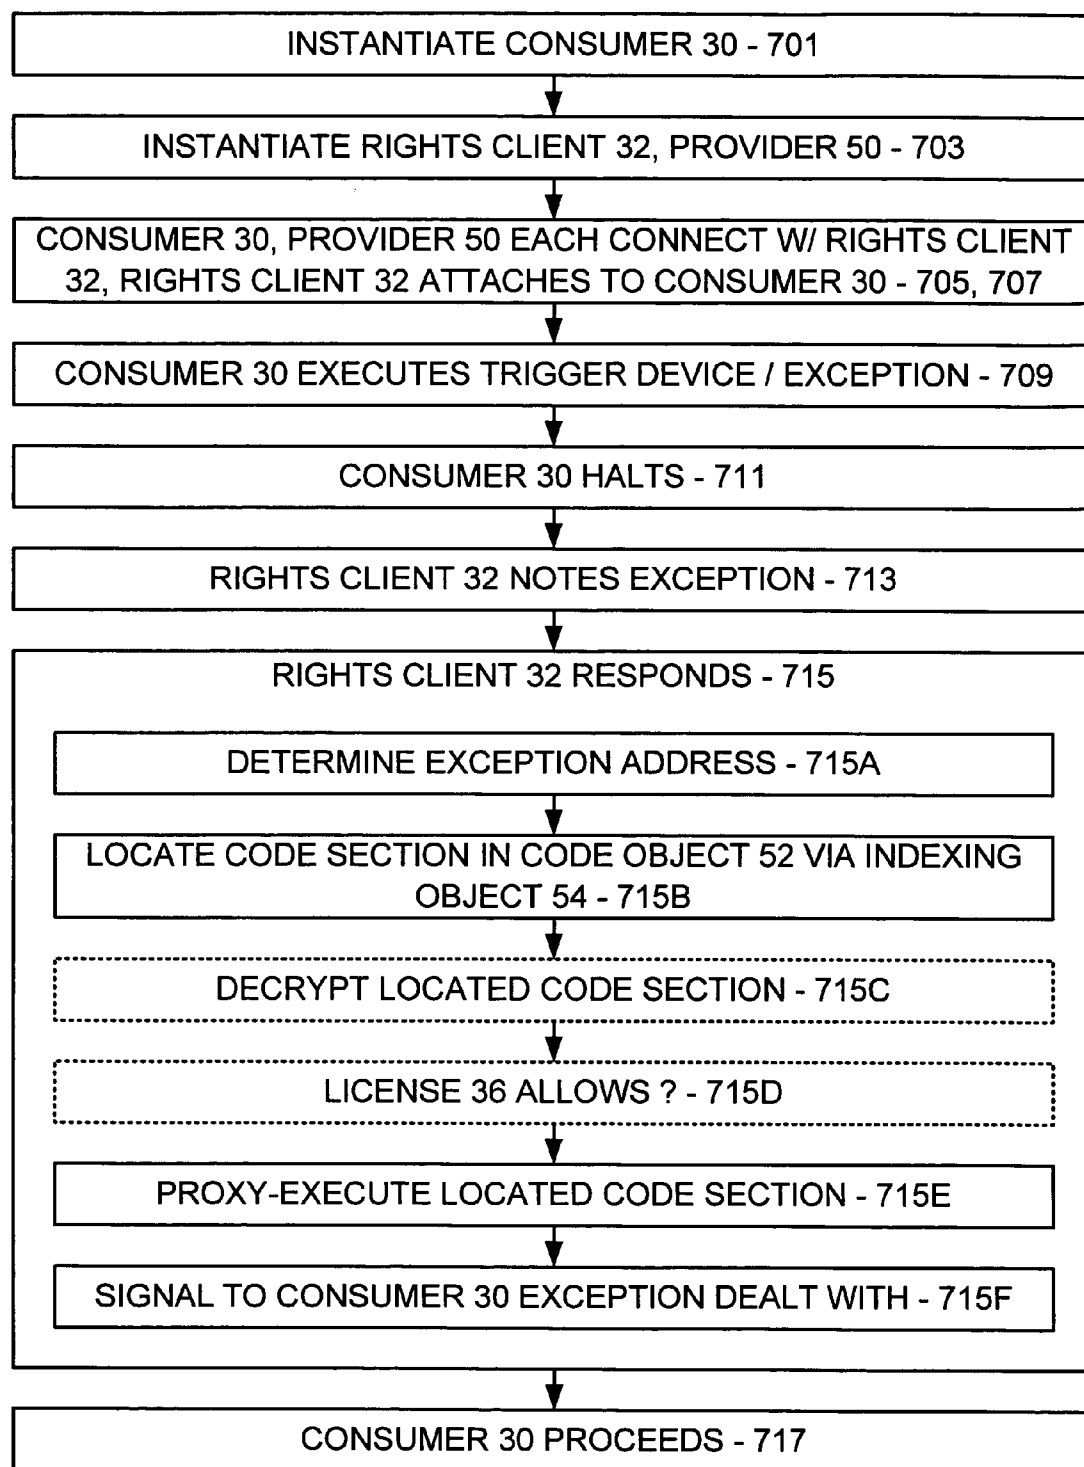 INSTANTIATE CONSUMER 30 - 701
INSTANTIATE RIGHTS CLIENT 32, PROVIDER 50 - 703
CONSUMER 30, PROVIDER 50 EACH CONNECT W/ RIGHTS CLIENT
32, RIGHTS CLIENT 32 ATTACHES TO CONSUMER 30 - 705, 707
CONSUMER 30 EXECUTES TRIGGER DEVICE / EXCEPTION - 709
CONSUMER 30 HALTS - 711
RIGHTS CLIENT 32 NOTES EXCEPTION - 713
RIGHTS CLIENT 32 RESPONDS - 715
DETERMINE EXCEPTION ADDRESS - 715A
LOCATE CODE SECTION IN CODE OBJECT 52 VIA INDEXING
OBJECT 54 - 715B
DECRYPT LOCATED CODE SECTION - 715C
LICENSE 36 ALLOWS ? - 715D
PROXY-EXECUTE LOCATED CODE SECTION - 715E
SIGNAL TO CONSUMER 30 EXCEPTION DEALT WITH - 715F
CONSUMER 30 PROCEEDS - 717